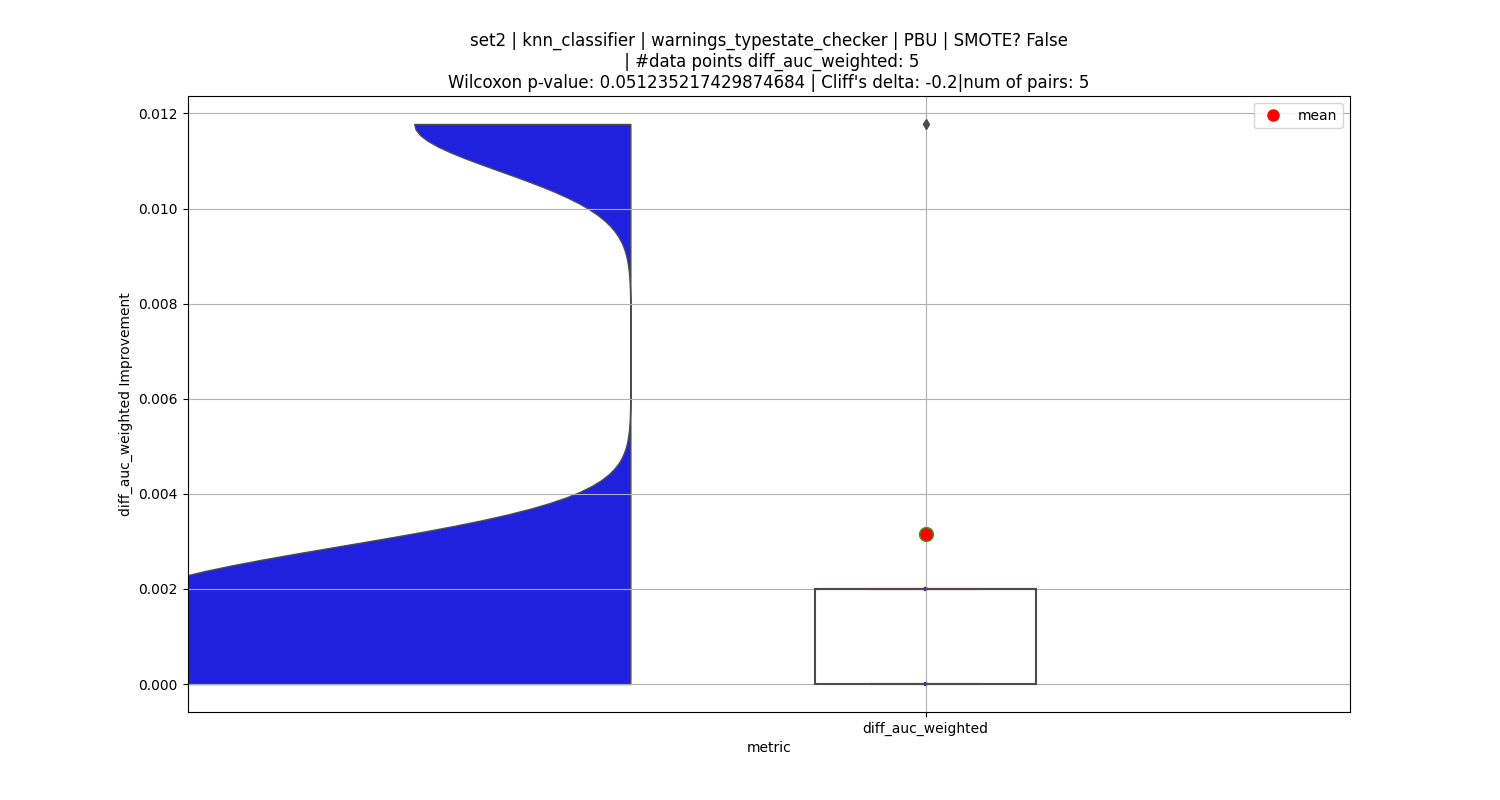 set2 | knn_classifier | warnings_typestate_checker | PBU | SMOTE? False
| #data points diff_auc_weighted: 5
Wilcoxon p-value: 0.051235217429874684 | Cliff's delta: -0.2|num of pairs: 5
mean
0.012
0.010
0.008
0.006
0.004
0.002
0.000
diff_auc_weighted Improvement
diff_auc_weighted
metric